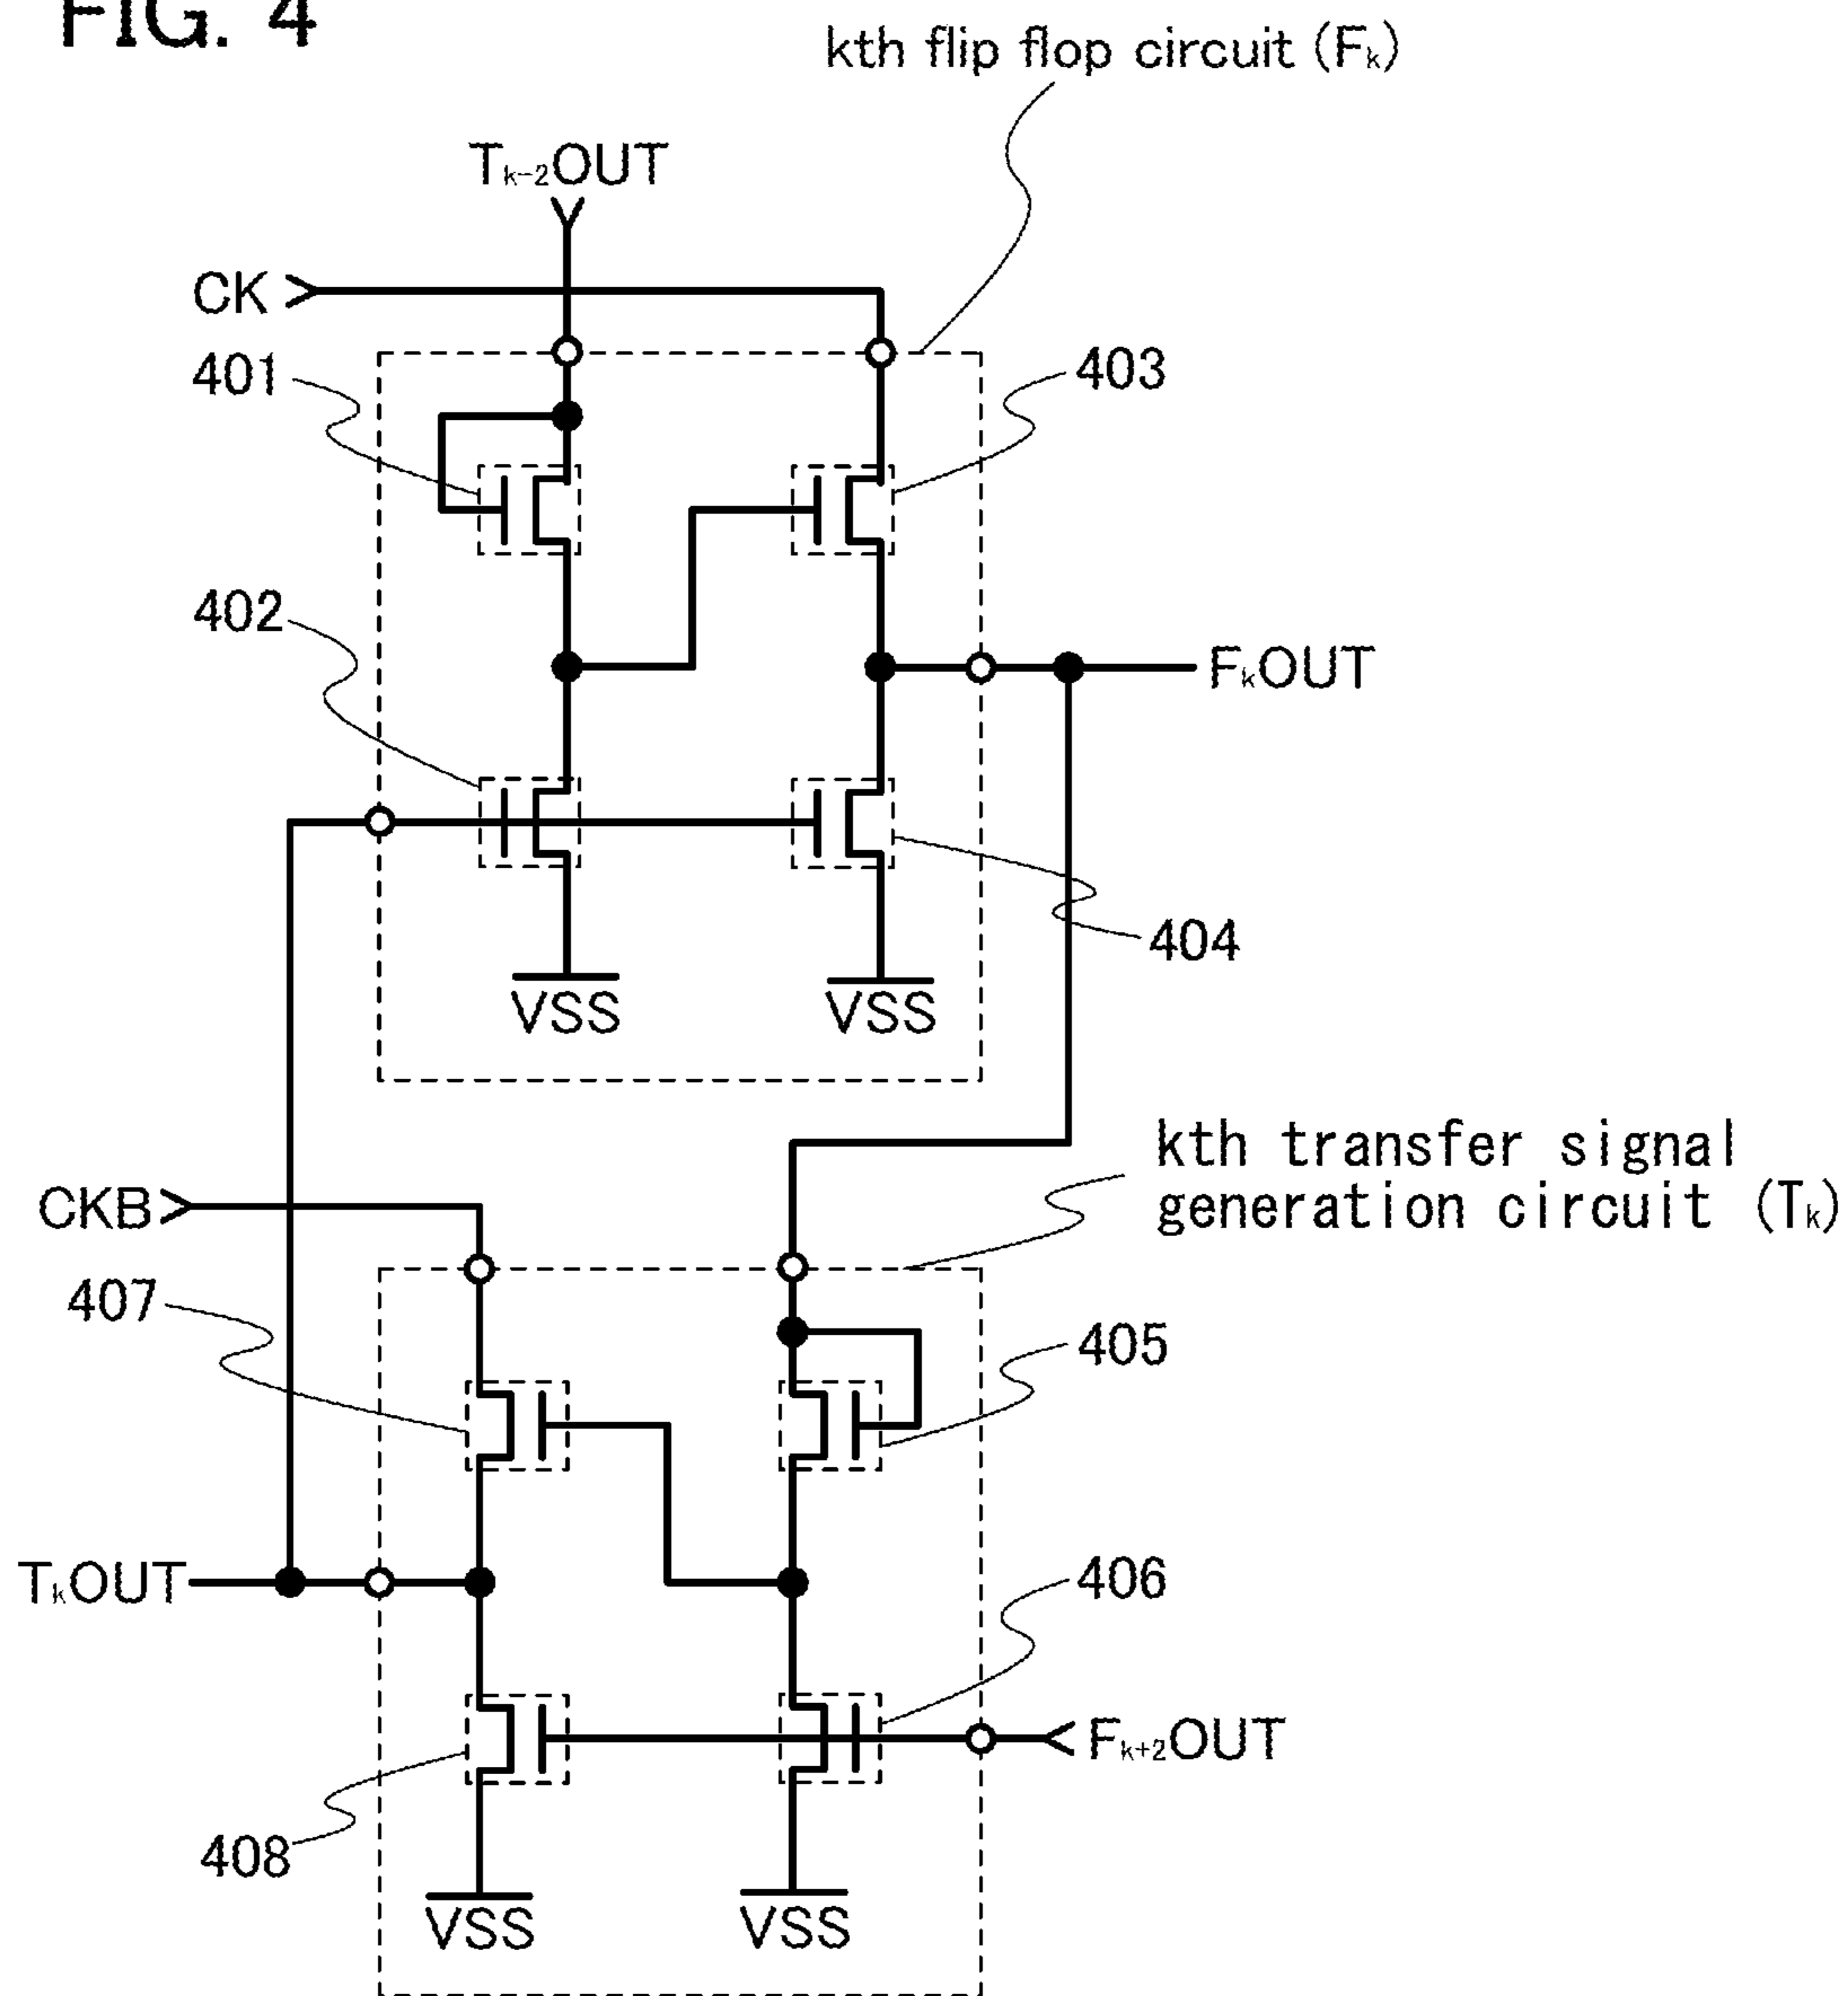 FIG. 4
kth flip flop circuit (Fk)
Tk-2OUT
CK
401
403
402
FkOUT
404
VSS
VSS
kth transfer signal
generation circuit (Tk)
CKB
407
405
TkOUT
406
Fk+2OUT
408
VSS
VSS